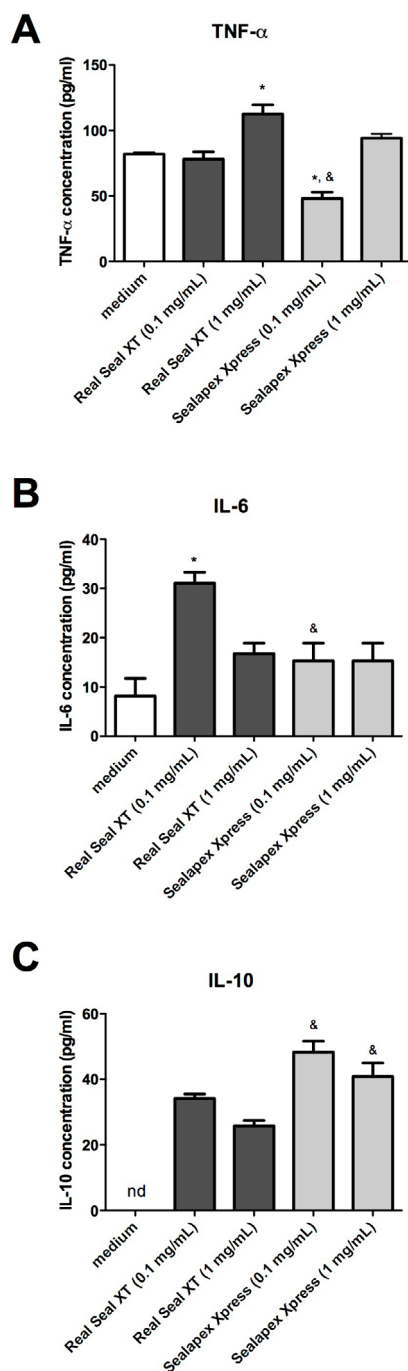 A
TNF-α
TNF-α concentration (pg/ml)
150
100
50
0
*
*, &
medium
Real Seal XT (0.1 mg/mL)
Real Seal XT (1 mg/mL)
Sealapex Xpress (0.1 mg/mL)
Sealapex Xpress (1 mg/mL)
B
IL-6
IL-6 concentration (pg/ml)
40
30
20
10
0
*
&
medium
Real Seal XT (0.1 mg/mL)
Real Seal XT (1 mg/mL)
Sealapex Xpress (0.1 mg/mL)
Sealapex Xpress (1 mg/mL)
C
IL-10
IL-10 concentration (pg/ml)
60
40
20
0
nd
&
&
medium
Real Seal XT (0.1 mg/mL)
Real Seal XT (1 mg/mL)
Sealapex Xpress (0.1 mg/mL)
Sealapex Xpress (1 mg/mL)